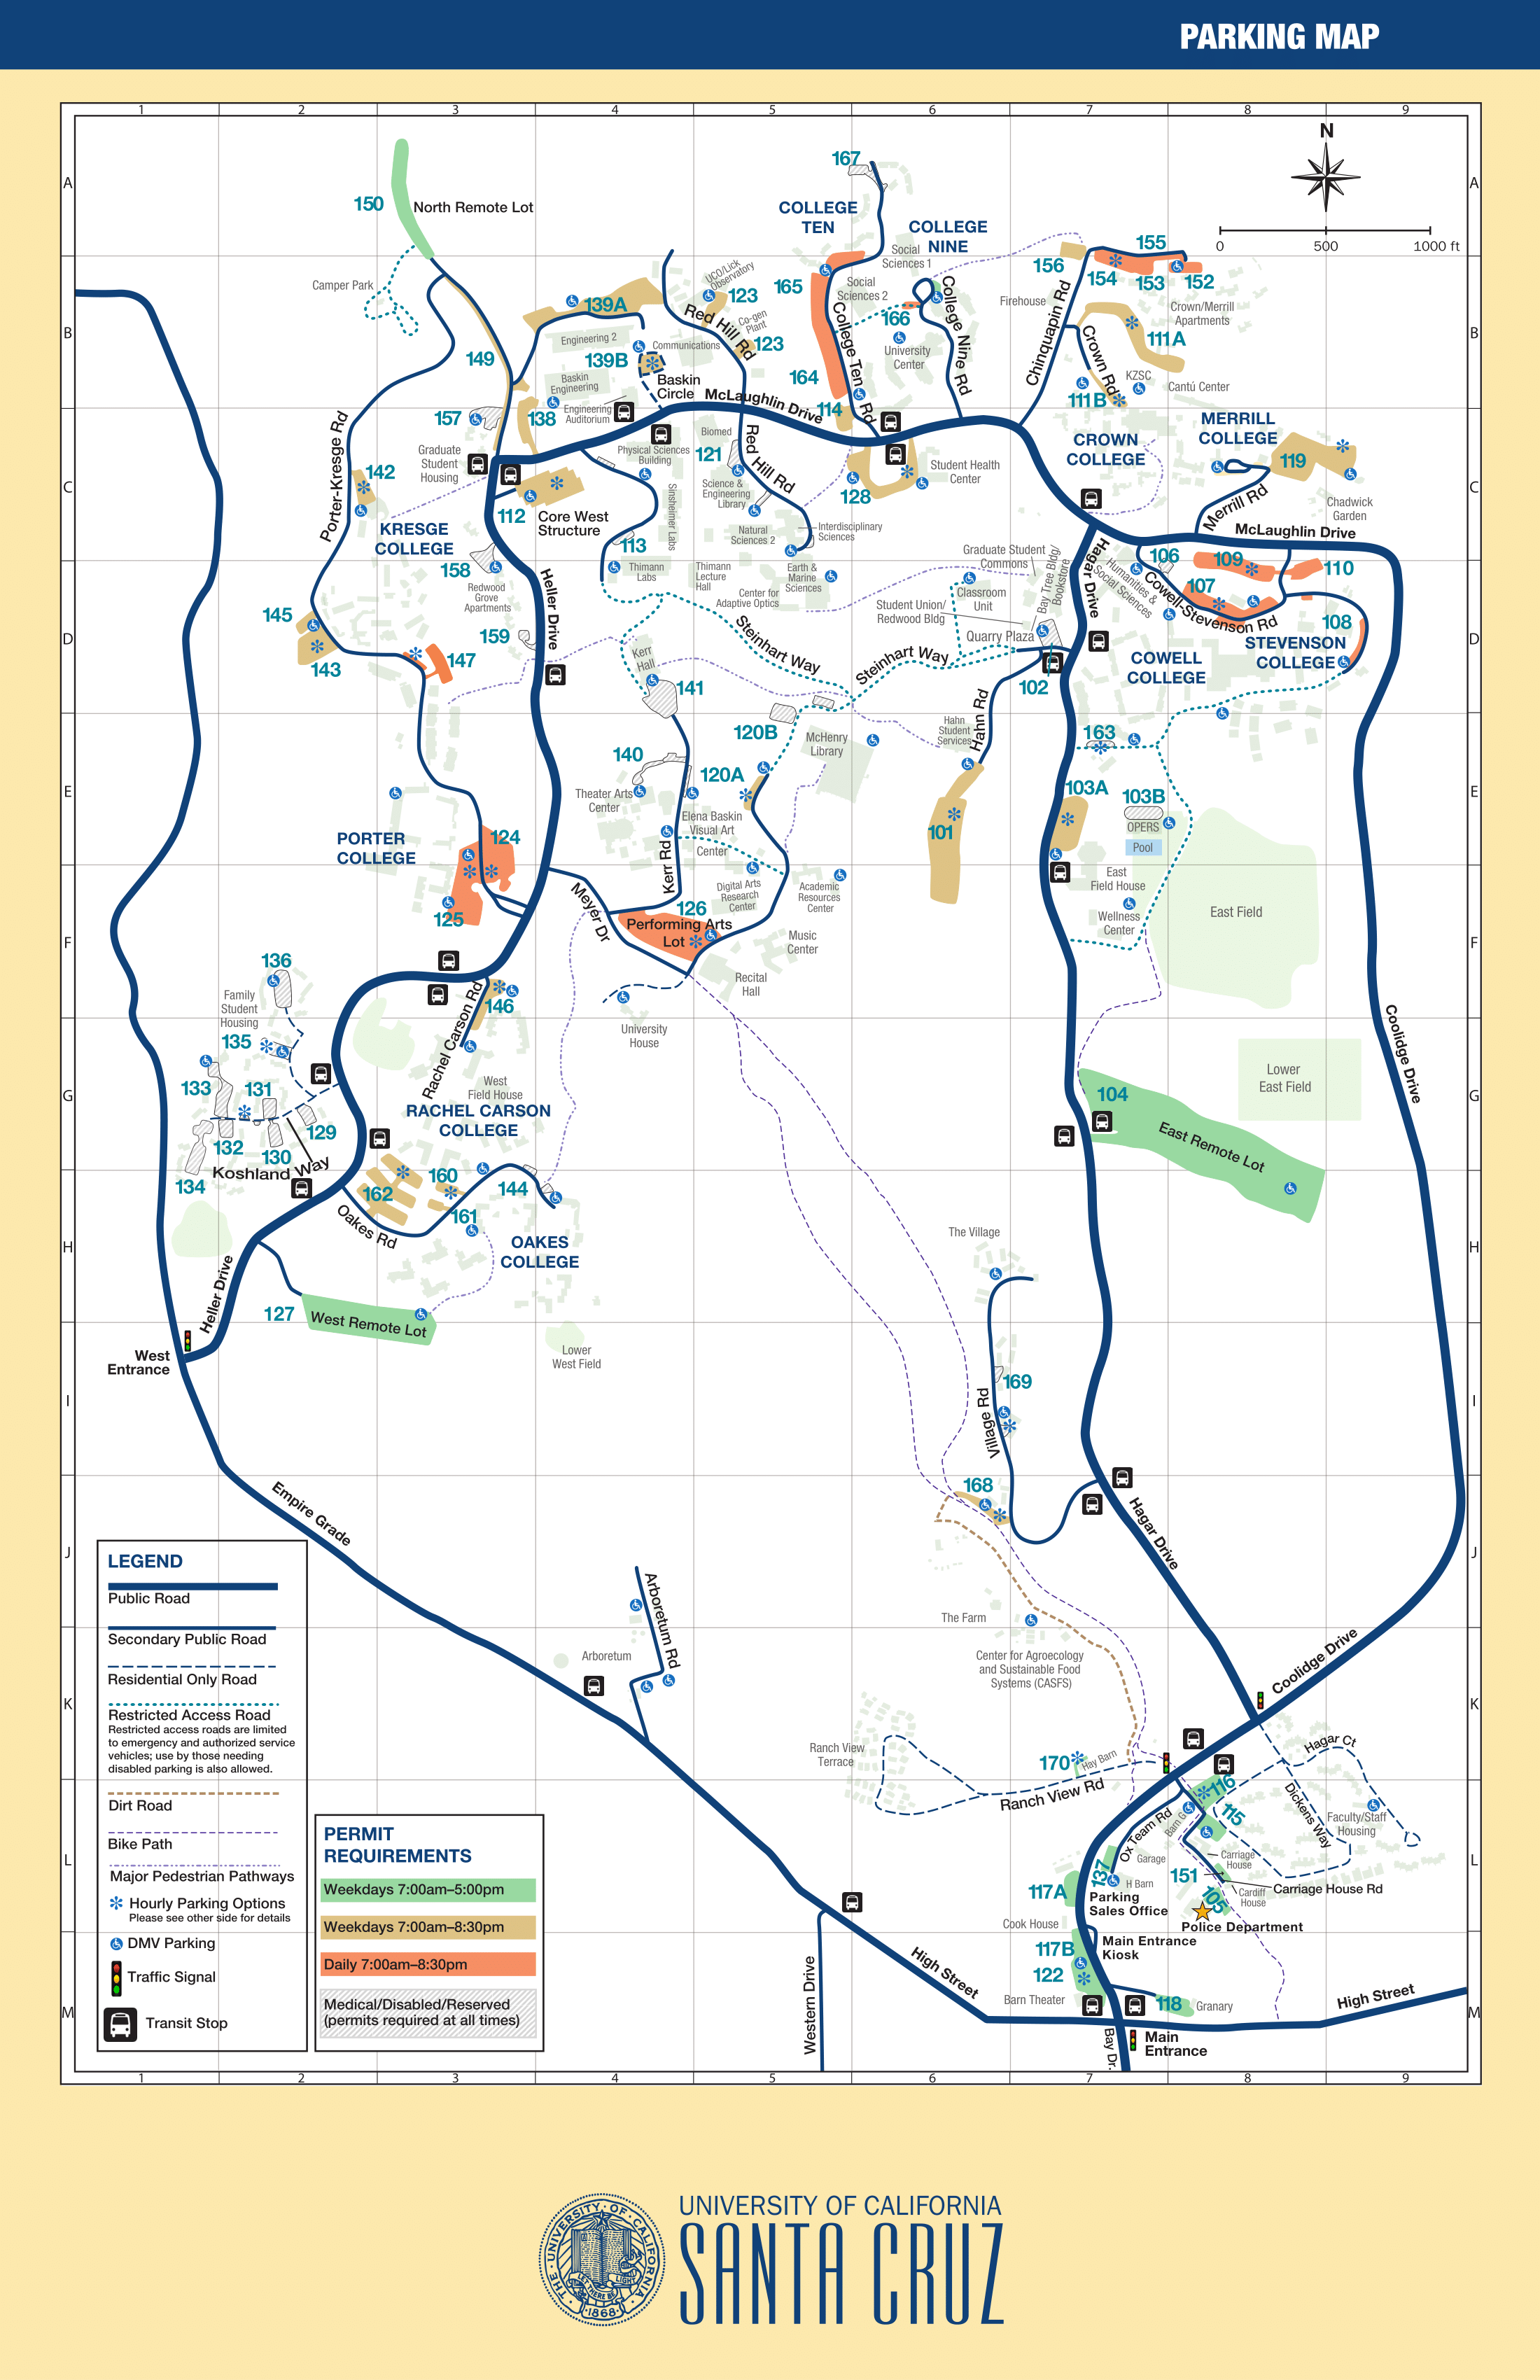 PARKING MAP
1 2 3 4 5 6 7 8 9
A
A
N
0 500 1000 ft
167
150
North Remote Lot
COLLEGE
TEN
COLLEGE
NINE
Social
Sciences 1
155
156
154
153
152
Camper Park
UCO/Lick
Observatory
123
165
Social
Sciences 2
Firehouse
Crown/Merrill
Apartments
B
B
139A
Red Hill Rd
Co-gen
Plant
123
166
College Nine Rd
Chinquapin Rd
111A
Engineering 2
Communications
149
139B
Baskin
Circle
University
Center
College Ten Rd
Crown Rd
KZSC
Cantú Center
Baskin
Engineering
164
111B
McLaughlin Drive
114
157
138
Engineering
Auditorium
MERRILL
COLLEGE
CROWN
COLLEGE
Porter-Kresge Rd
Graduate
Student
Housing
Physical Sciences
Building
Biomed
121
Red Hill Rd
Student Health
Center
119
142
C
C
Science &
Engineering
Library
128
Merrill Rd
Chadwick
Garden
112
Core West
Structure
Sinsheimer Labs
Natural
Sciences 2
Interdisciplinary
Sciences
McLaughlin Drive
KRESGE
COLLEGE
113
Graduate Student
Commons
Hagar Drive
106
109
110
158
Thimann
Labs
Thimann
Lecture
Hall
Earth &
Marine
Sciences
Classroom
Unit
Bay Tree Bldg/
Bookstore
Humanities &
Social Sciences
107
Redwood
Grove
Apartments
Heller Drive
Center for
Adaptive Optics
Student Union/
Redwood Bldg
Cowell-Stevenson Rd
108
145
159
Steinhart Way
Quarry Plaza
D
D
STEVENSON
COLLEGE
143
147
Kerr
Hall
Steinhart Way
COWELL
COLLEGE
141
102
120B
McHenry
Library
Hahn
Student
Services
Hahn Rd
163
140
120A
Theater Arts
Center
103A
103B
E
E
OPERS
Elena Baskin
Visual Art
Center
101
Pool
PORTER
COLLEGE
124
Kerr Rd
Digital Arts
Research
Center
Academic
Resources
Center
East
Field House
Meyer Dr
125
126
Performing Arts
Lot
Wellness
Center
East Field
Music
Center
F
F
136
Recital
Hall
Family
Student
Housing
146
University
House
Rachel Carson Rd
135
Coolidge Drive
133
131
West
Field House
Lower
East Field
G
G
104
RACHEL CARSON
COLLEGE
132
130
129
East Remote Lot
Koshland Way
134
162
160
144
161
Oakes Rd
The Village
OAKES
COLLEGE
H
H
Heller Drive
127
West Remote Lot
West
Entrance
Lower
West Field
169
I
I
Village Rd
168
Empire Grade
Hagar Drive
J
J
Arboretum Rd
The Farm
Arboretum
Center for Agroecology
and Sustainable Food
Systems (CASFS)
Coolidge Drive
K
K
Ranch View
Terrace
170
Hay Barn
Hagar Ct
Ranch View Rd
116
Dickens Way
Faculty/Staff
Housing
Ox Team Rd
Barn G
115
Garage
Carriage
House
L
L
137
151
117A
H Barn
Cardiff
House
Carriage House Rd
Parking
Sales Office
105
Cook House
Police Department
117B
Main Entrance
Kiosk
122
High Street
Barn Theater
118
Granary
High Street
M
M
Western Drive
Bay Dr.
Main
Entrance
LEGEND
Public Road
Secondary Public Road
Residential Only Road
Restricted Access Road
Restricted access roads are limited
to emergency and authorized service
vehicles; use by those needing
disabled parking is also allowed.
Dirt Road
Bike Path
Major Pedestrian Pathways
Hourly Parking Options
Please see other side for details
DMV Parking
Traffic Signal
Transit Stop
PERMIT
REQUIREMENTS
Weekdays 7:00am–5:00pm
Weekdays 7:00am–8:30pm
Daily 7:00am–8:30pm
Medical/Disabled/Reserved
(permits required at all times)
1 2 3 4 5 6 7 8 9
THE · UNIVERSITY · OF · CALIFORNIA
LET THERE BE LIGHT
·1868·
UNIVERSITY OF CALIFORNIA
SANTA CRUZ